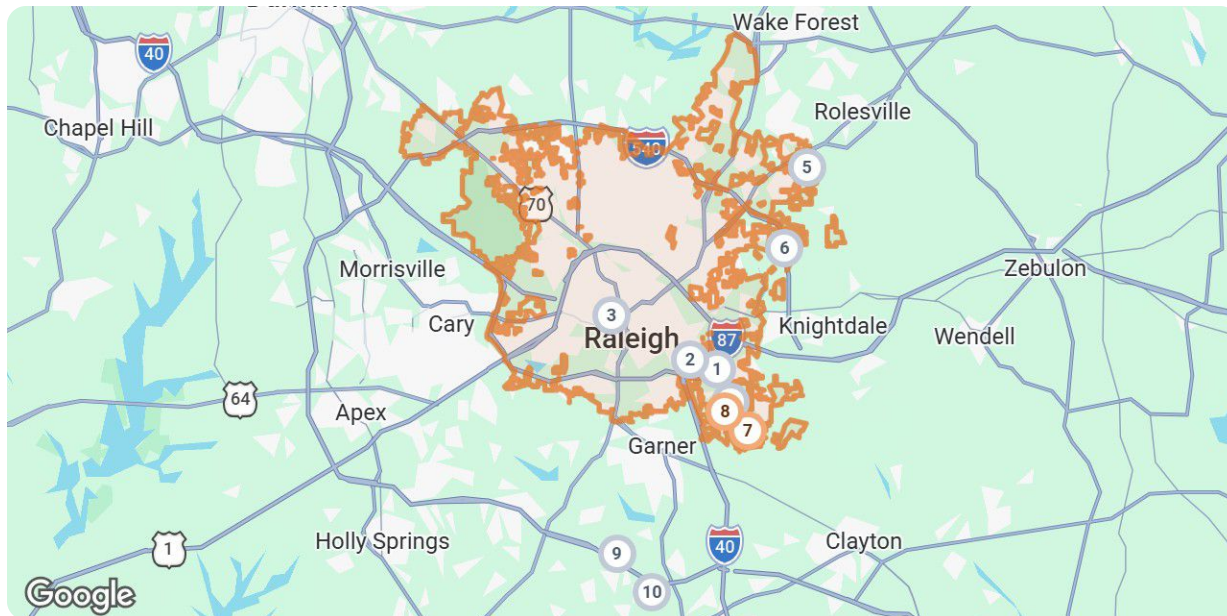 Wake Forest
40
Rolesville
Chapel Hill
540
5
70
6
Morrisville
Zebulon
3
Cary
Knightdale
Raleigh
87
Wendell
2
1
64
Apex
8
7
Garner
Holly Springs
40
Clayton
1
9
10
Google